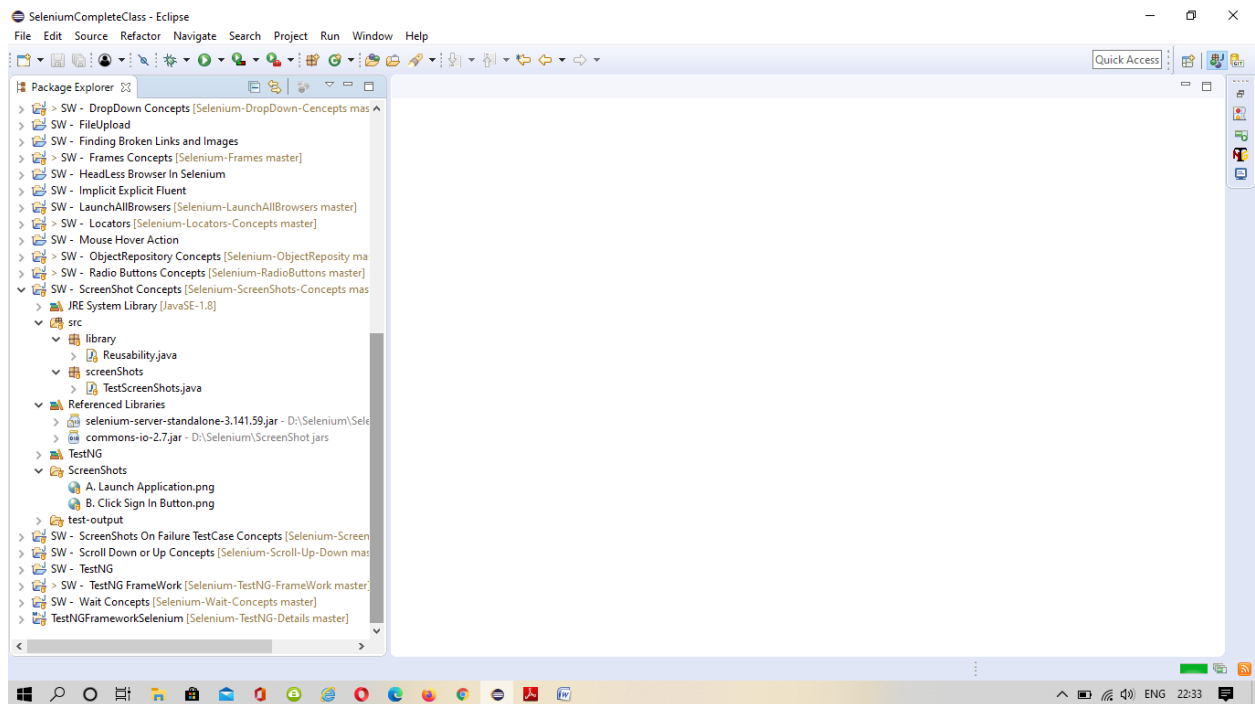 SeleniumCompleteClass - Eclipse
File Edit Source Refactor Navigate Search Project Run Window Help
Quick Access
Package Explorer
> SW - DropDown Concepts [Selenium-DropDown-Cencepts mas
SW - FileUpload
SW - Finding Broken Links and Images
> SW - Frames Concepts [Selenium-Frames master]
SW - HeadLess Browser In Selenium
SW - Implicit Explicit Fluent
SW - LaunchAllBrowsers [Selenium-LaunchAllBrowsers master]
> SW - Locators [Selenium-Locators-Concepts master]
SW - Mouse Hover Action
> SW - ObjectRepository Concepts [Selenium-ObjectReposity ma
> SW - Radio Buttons Concepts [Selenium-RadioButtons master]
SW - ScreenShot Concepts [Selenium-ScreenShots-Concepts mas
JRE System Library [JavaSE-1.8]
src
library
Reusability.java
screenShots
TestScreenShots.java
Referenced Libraries
selenium-server-standalone-3.141.59.jar - D:\Selenium\Sele
commons-io-2.7.jar - D:\Selenium\ScreenShot jars
TestNG
ScreenShots
A. Launch Application.png
B. Click Sign In Button.png
test-output
SW - ScreenShots On Failure TestCase Concepts [Selenium-Screen
SW - Scroll Down or Up Concepts [Selenium-Scroll-Up-Down mas
SW - TestNG
> SW - TestNG FrameWork [Selenium-TestNG-FrameWork master]
SW - Wait Concepts [Selenium-Wait-Concepts master]
TestNGFrameworkSelenium [Selenium-TestNG-Details master]
ENG 22:33